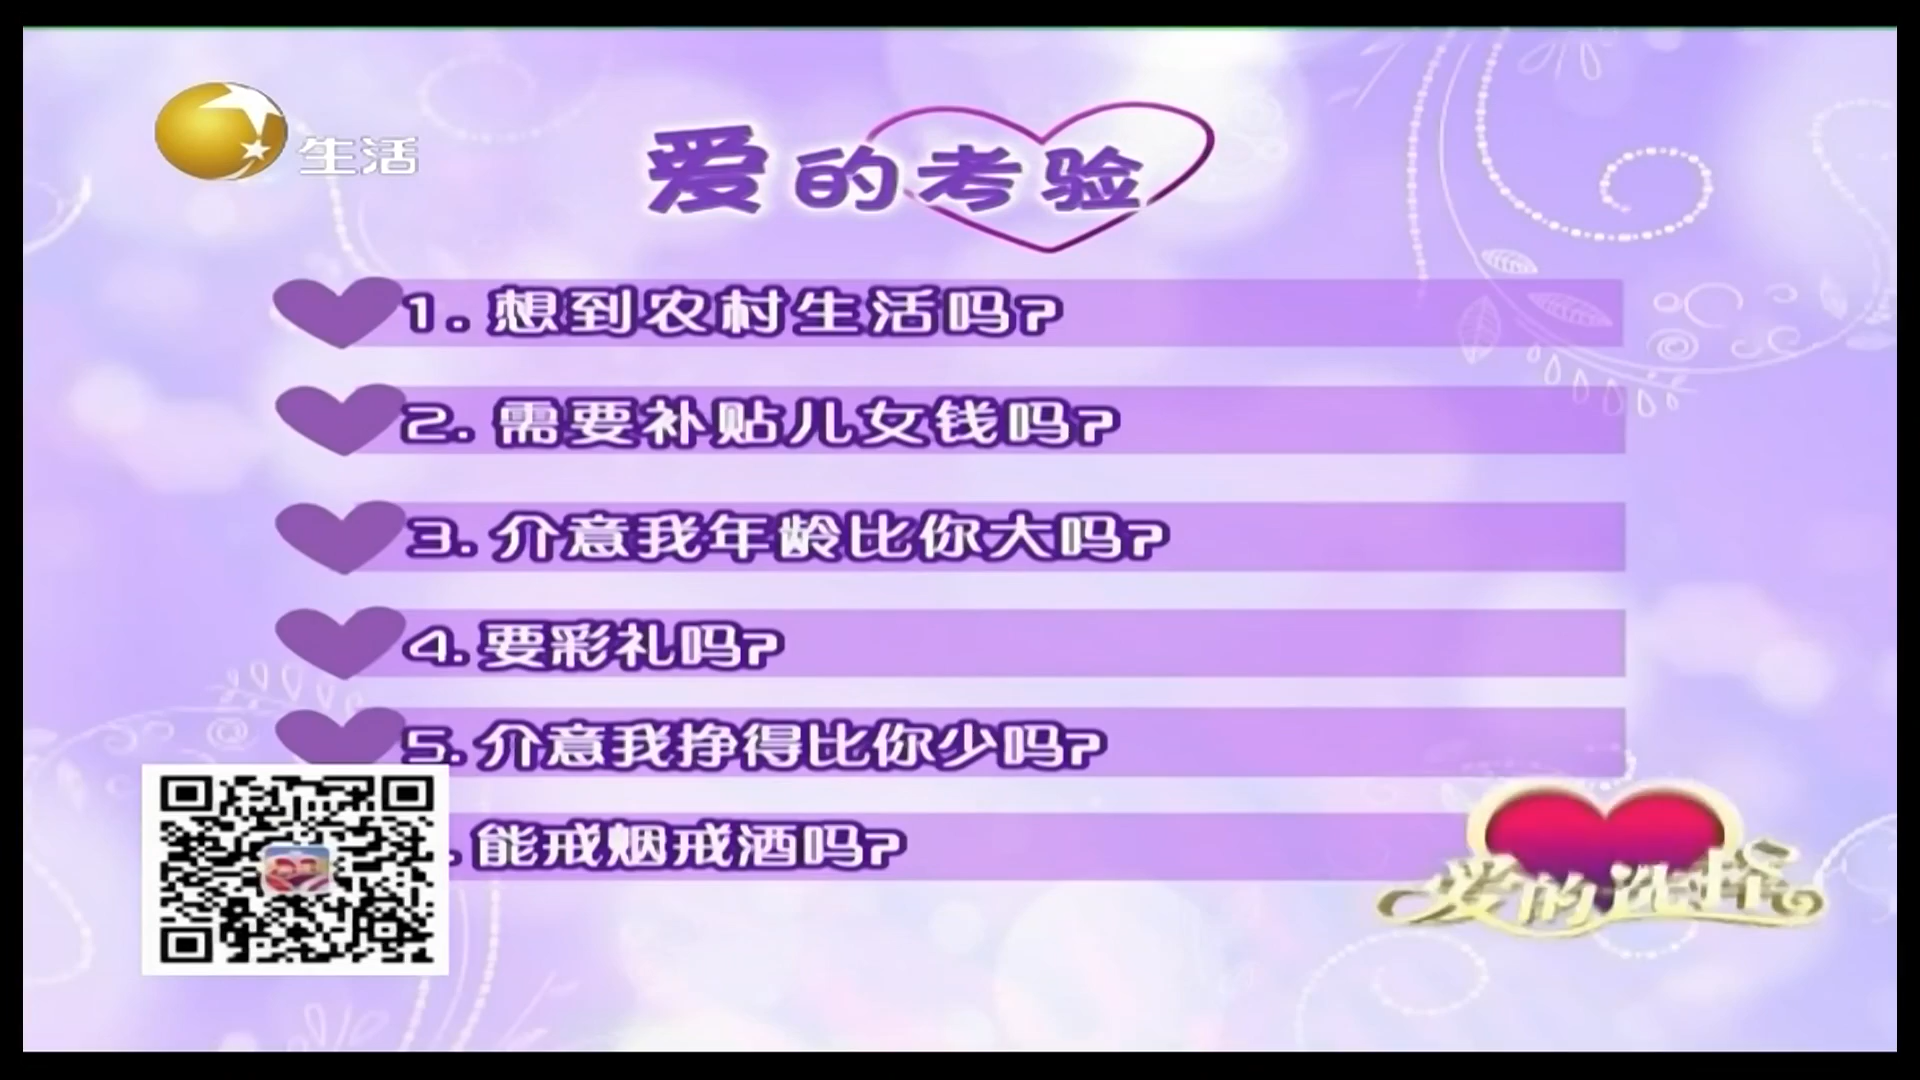 生活
爱的考验
1.想到农村生活吗?
2.需要补贴儿女钱吗?
3.介意我年龄比你大吗?
4.要彩礼吗?
5.介意我挣得比你少吗?
.能戒烟戒酒吗?
爱的选择